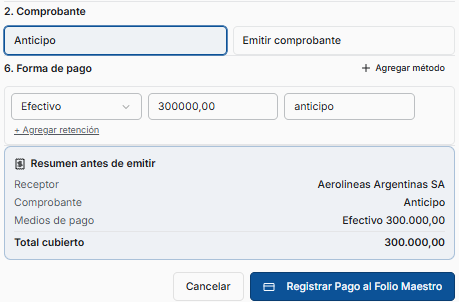 2. Comprobante
Anticipo Emitir comprobante
6. Forma de pago + Agregar método
Efectivo 300000,00 anticipo
+ Agregar retención
Resumen antes de emitir
Receptor Aerolineas Argentinas SA
Comprobante Anticipo
Medios de pago Efectivo 300.000,00
Total cubierto 300.000,00
Cancelar Registrar Pago al Folio Maestro